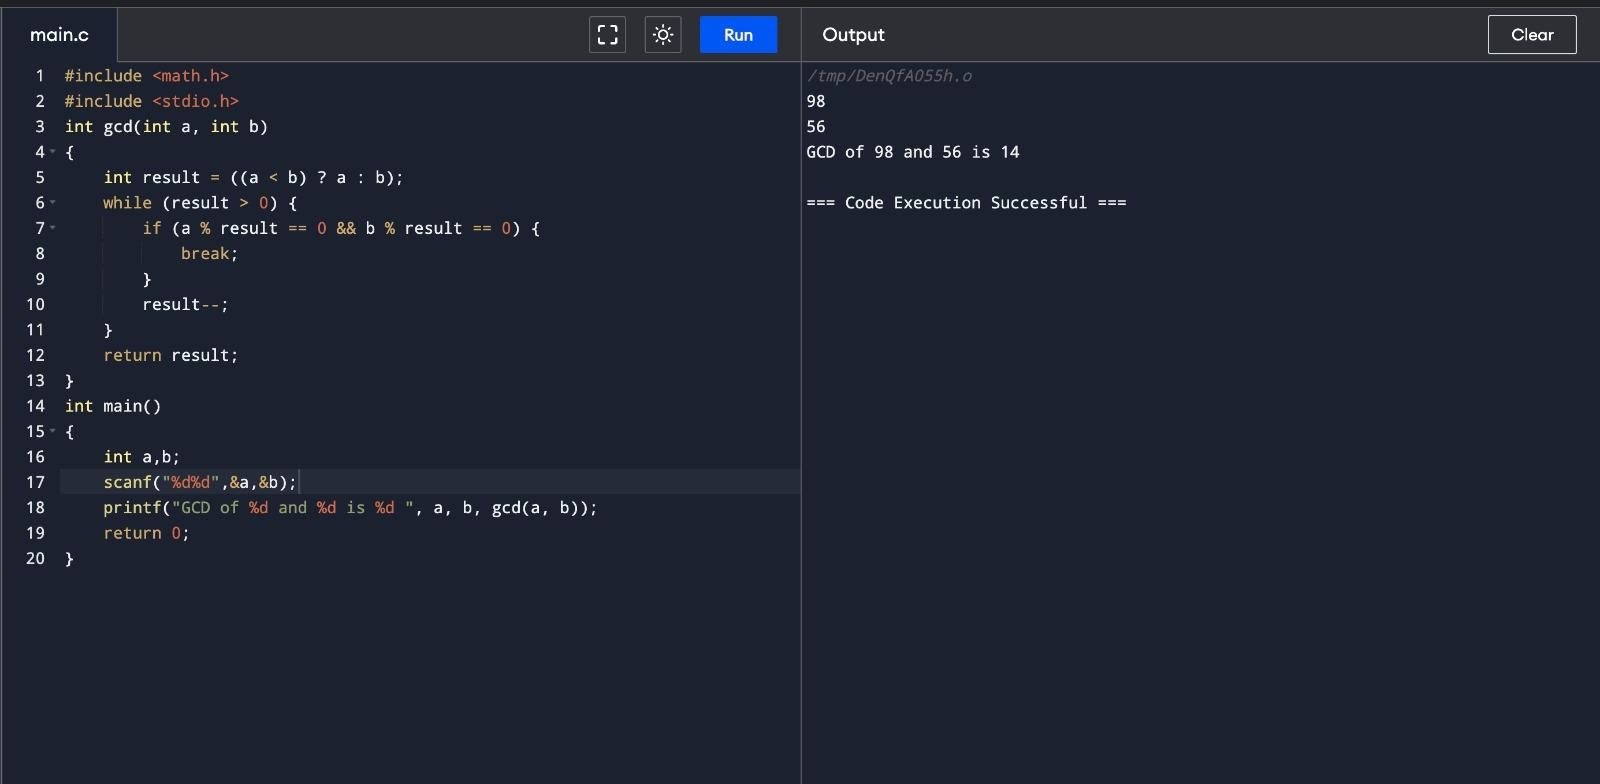 main.c
Run
Output
Clear
1 #include <math.h>
2 #include <stdio.h>
3 int gcd(int a, int b)
4 {
5 int result = ((a < b) ? a : b);
6 while (result > 0) {
7 if (a % result == 0 && b % result == 0) {
8 break;
9 }
10 result--;
11 }
12 return result;
13 }
14 int main()
15 {
16 int a,b;
17 scanf("%d%d",&a,&b);
18 printf("GCD of %d and %d is %d ", a, b, gcd(a, b));
19 return 0;
20 }
/tmp/DenQfAO55h.o
98
56
GCD of 98 and 56 is 14
=== Code Execution Successful ===